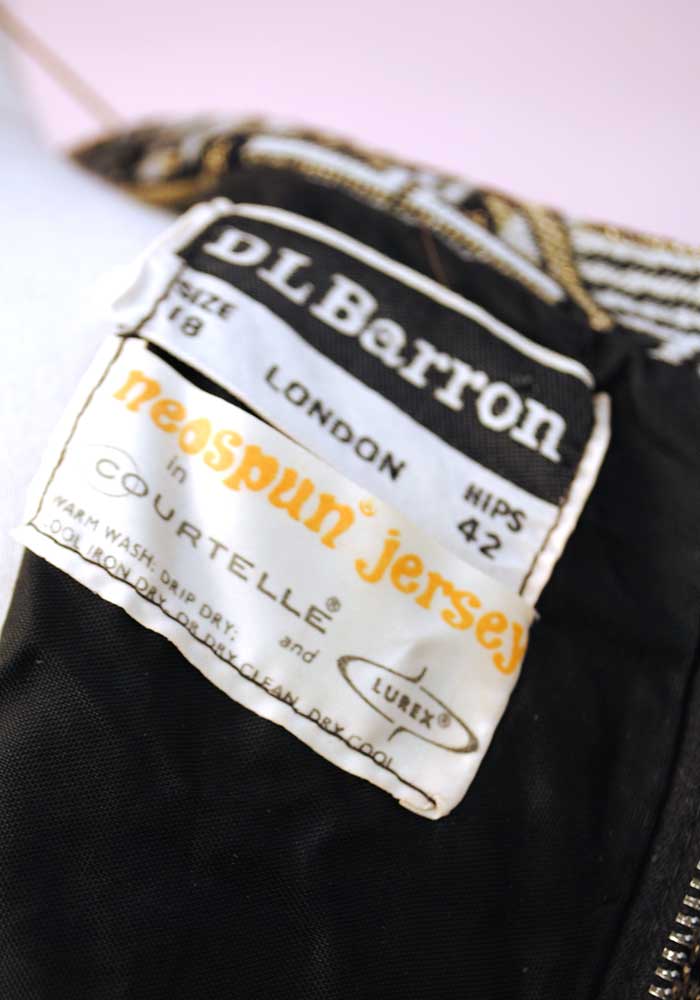 DL Barron
SIZE
18
LONDON
HIPS
42
neospun® jersey
in
COURTELLE®
and
LUREX®
WARM WASH: DRIP DRY:
COOL IRON DRY, OR DRY CLEAN, DRY COOL